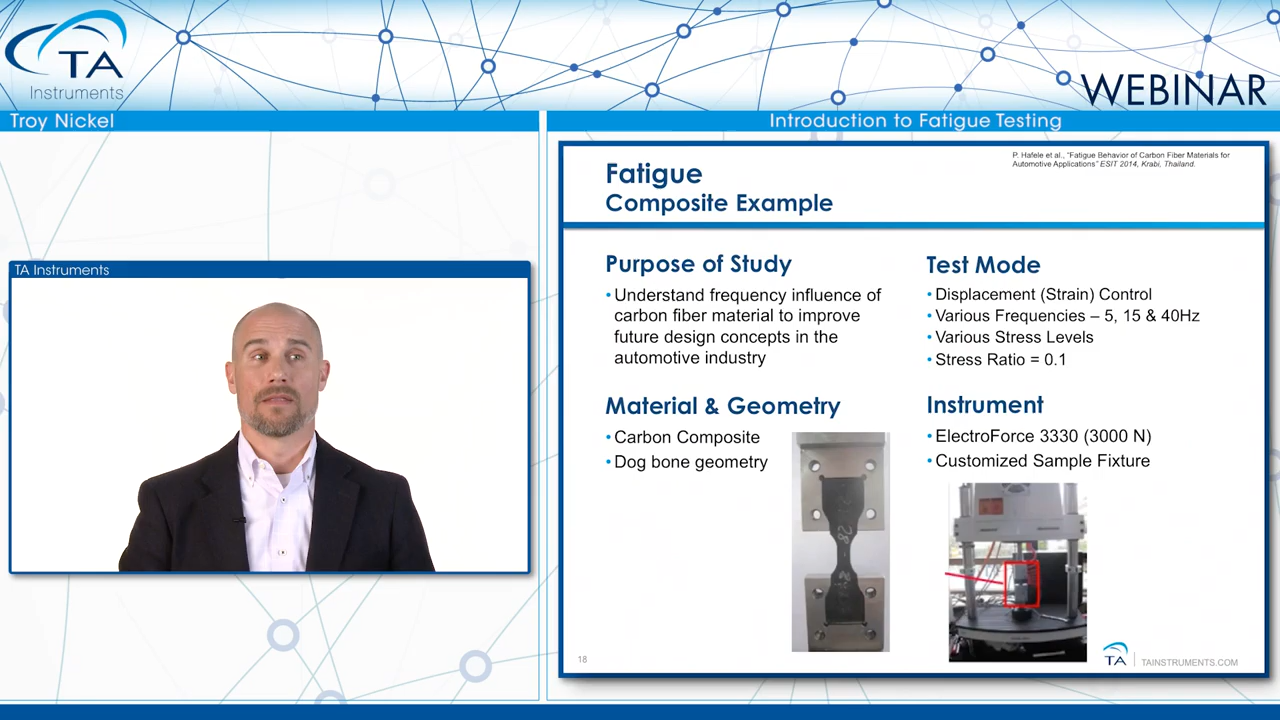 TA
Instruments
WEBINAR
Troy Nickel
Introduction to Fatigue Testing
TA Instruments
P. Hafele et al., "Fatigue Behavior of Carbon Fiber Materials for
Automotive Applications" ESIT 2014, Krabi, Thailand.
Fatigue
Composite Example
Purpose of Study
• Understand frequency influence of
carbon fiber material to improve
future design concepts in the
automotive industry
Material & Geometry
• Carbon Composite
• Dog bone geometry
Test Mode
• Displacement (Strain) Control
• Various Frequencies – 5, 15 & 40Hz
• Various Stress Levels
• Stress Ratio = 0.1
Instrument
• ElectroForce 3330 (3000 N)
• Customized Sample Fixture
18
TA
TAINSTRUMENTS.COM